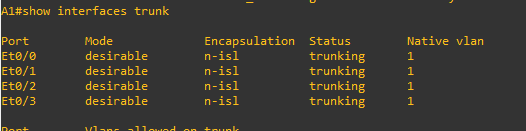 A1#show interfaces trunk
Port Mode Encapsulation Status Native vlan
Et0/0 desirable n-isl trunking 1
Et0/1 desirable n-isl trunking 1
Et0/2 desirable n-isl trunking 1
Et0/3 desirable n-isl trunking 1
Port Vlans allowed on trunk